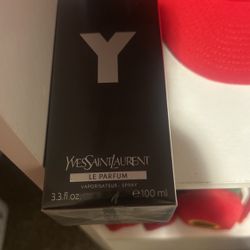 Y
YVESSAINTLAURENT
LE PARFUM
VAPORISATEUR - SPRAY
3.3 fl. oz. ℮ 100 ml